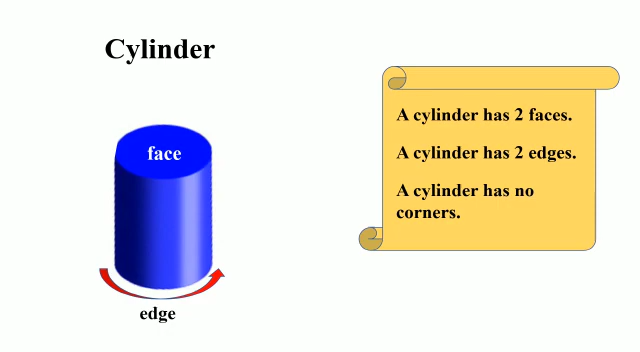 Cylinder
face
edge
A cylinder has 2 faces.
A cylinder has 2 edges.
A cylinder has no
corners.